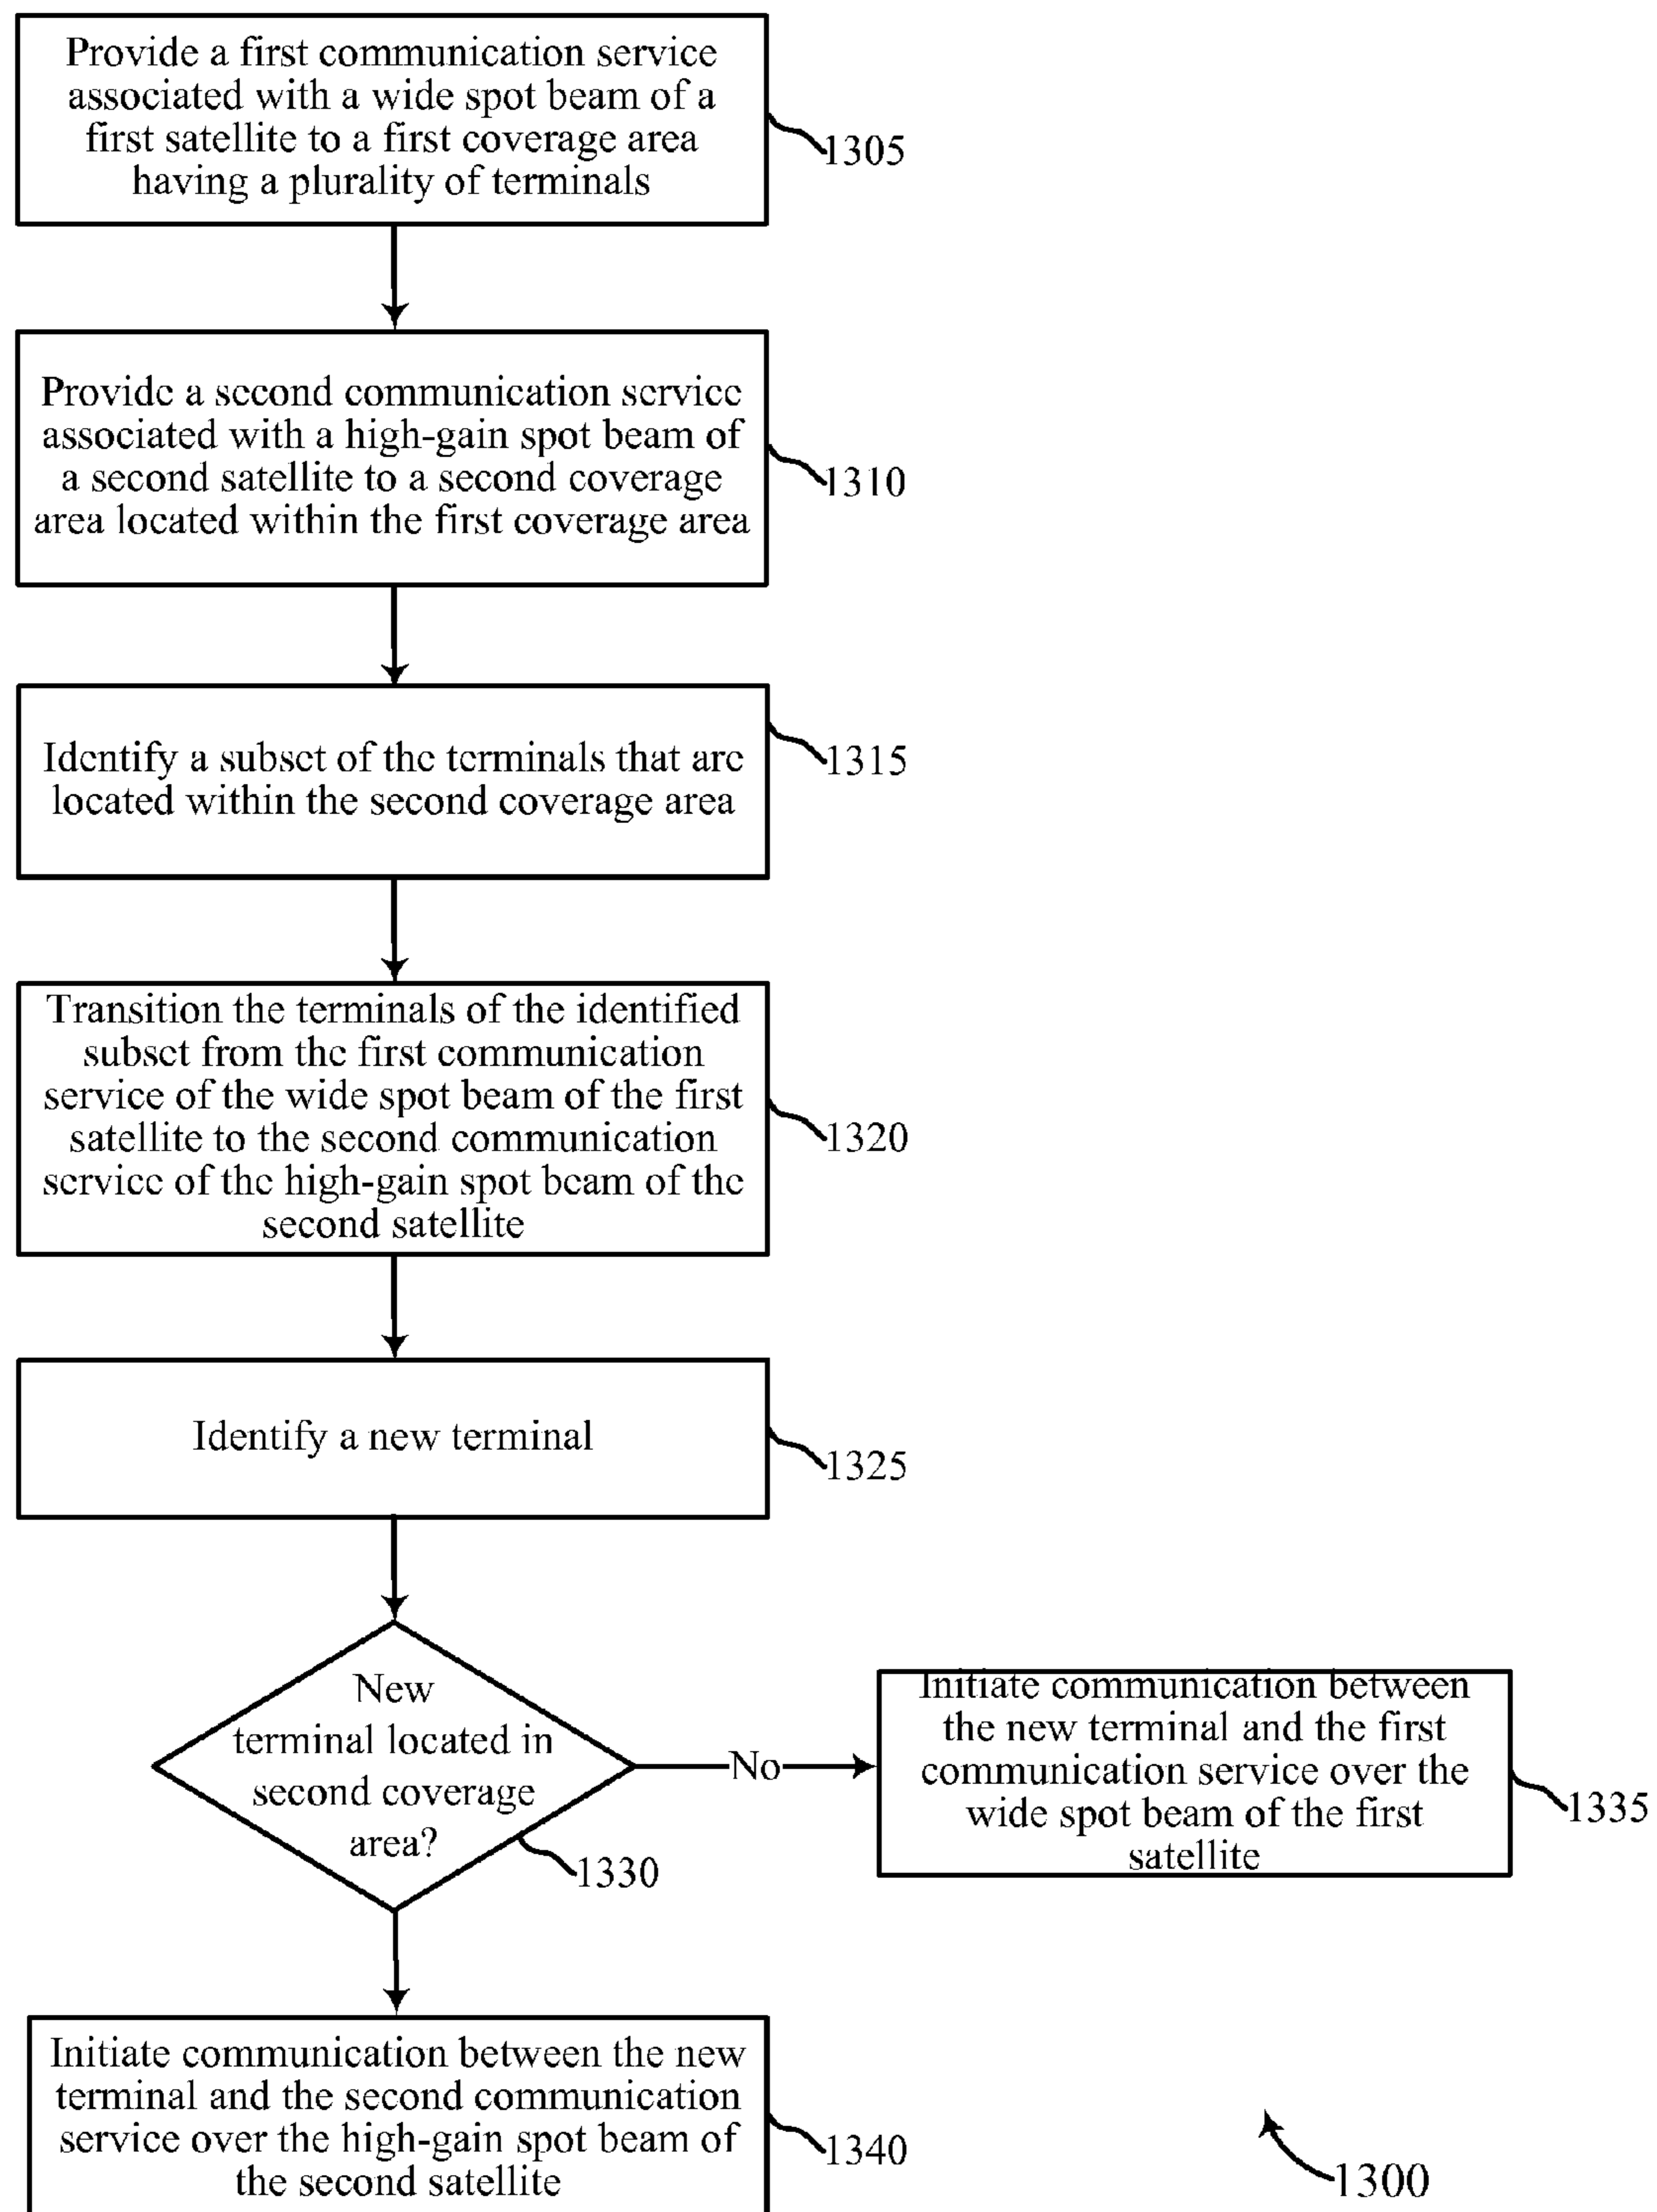 Provide a first communication service
associated with a wide spot beam of a
first satellite to a first coverage area
having a plurality of terminals
1305
Provide a second communication service
associated with a high-gain spot beam of
a second satellite to a second coverage
area located within the first coverage area
1310
Identify a subset of the terminals that are
located within the second coverage area
1315
Transition the terminals of the identified
subset from the first communication
service of the wide spot beam of the first
satellite to the second communication
service of the high-gain spot beam of the
second satellite
1320
Identify a new terminal
1325
New
terminal located in
second coverage
area?
1330
No
Initiate communication between
the new terminal and the first
communication service over the
wide spot beam of the first
satellite
1335
Initiate communication between the new
terminal and the second communication
service over the high-gain spot beam of
the second satellite
1340
1300